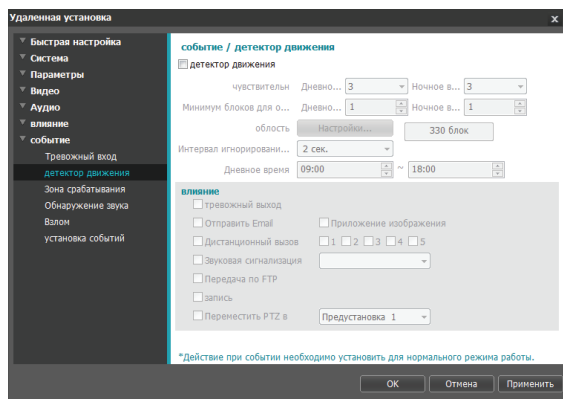 Удаленная установка x
Быстрая настройка
Система
Параметры
Видео
Аудио
влияние
событие
Тревожный вход
детектор движения
Зона срабатывания
Обнаружение звука
Взлом
установка событий
событие / детектор движения
детектор движения
чувствительн Дневно... 3 Ночное в... 3
Минимум блоков для о... Дневно... 1 Ночное в... 1
облость Настройки... 330 блок
Интервал игнорировани... 2 сек.
Дневное время 09:00 ~ 18:00
влияние
тревожный выход
Отправить Email Приложение изображения
Дистанционный вызов 1 2 3 4 5
Звуковая сигнализация
Передача по FTP
запись
Переместить PTZ в Предустановка 1
*Действие при событии необходимо установить для нормального режима работы.
OK Отмена Применить